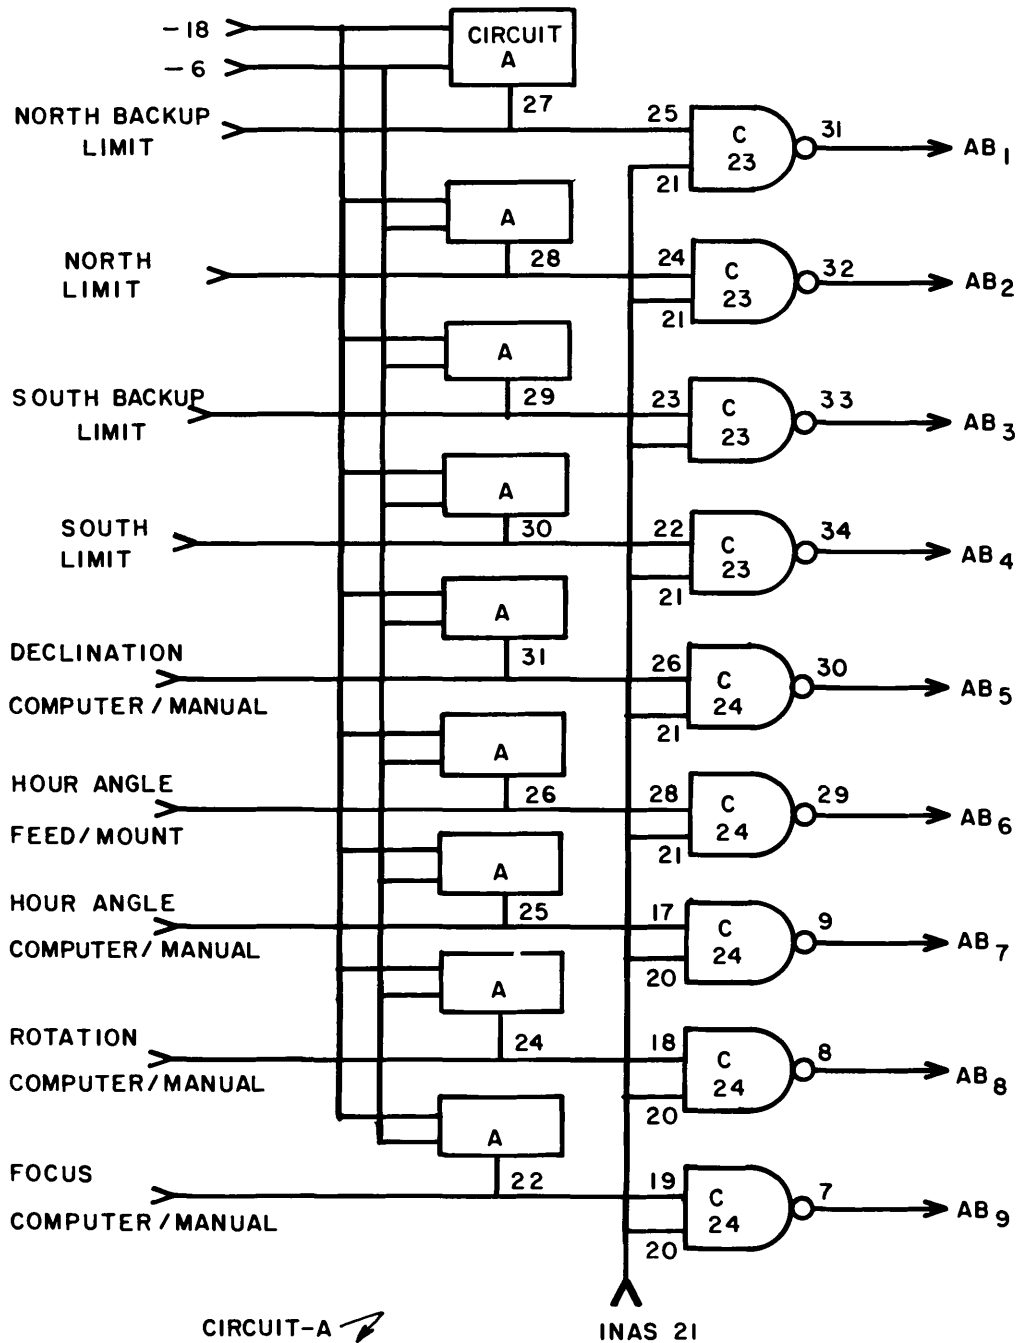 -18
CIRCUIT
A
-6
27
NORTH BACKUP
LIMIT
25
C
23
31
AB1
21
A
28
NORTH
LIMIT
24
C
23
32
AB2
21
A
29
SOUTH BACKUP
LIMIT
23
C
23
33
AB3
A
30
SOUTH
LIMIT
22
C
23
34
AB4
21
A
31
DECLINATION
COMPUTER / MANUAL
26
C
24
30
AB5
21
A
26
HOUR ANGLE
FEED/MOUNT
28
C
24
29
AB6
21
A
25
HOUR ANGLE
COMPUTER/ MANUAL
17
C
24
9
AB7
20
A
24
ROTATION
COMPUTER/MANUAL
18
C
24
8
AB8
20
A
22
FOCUS
COMPUTER/MANUAL
19
C
24
7
AB9
20
CIRCUIT-A
INAS 21